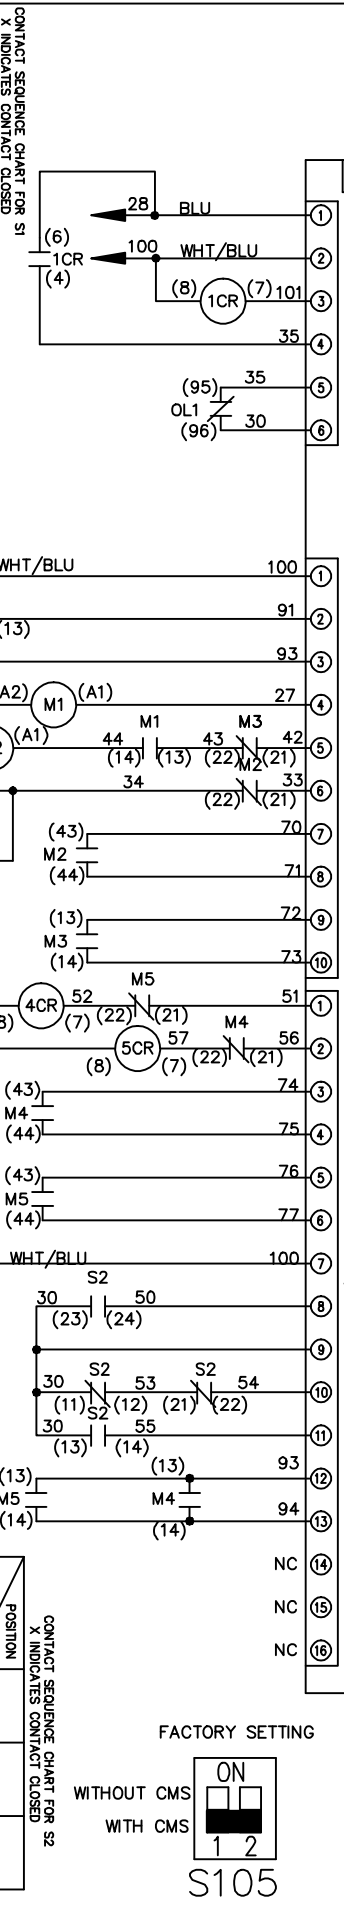 CONTACT SEQUENCE CHART FOR S1
X INDICATES CONTACT CLOSED
28 BLU 1
(6)
1CR
(4)
100 WHT/BLU 2
(8) 1CR (7) 101 3
35 4
(95) 35 5
OL1
(96) 30 6
WHT/BLU 100 1
91 2
(13)
93 3
A2) M1 (A1) 27 4
M1 M3
2 (A1) 44 43 42 5
(14) (13) (22) (21)
M2
34 33 6
(22) (21)
(43) 70 7
M2
(44) 71 8
(13) 72 9
M3
(14) 73 10
M5
4CR 52 51 1
8) (7) (22) (21)
M4
5CR 57 56 2
(8) (7) (22) (21)
(43) 74 3
M4
(44) 75 4
(43) 76 5
M5
(44) 77 6
WHT/BLU 100 7
S2
30 50 8
(23) (24)
9
S2 S2
30 53 54 10
(11) (12) (21) (22)
S2
30 55 11
(13) (14)
(13) (13) 93 12
M5 M4
(14) (14) 94 13
NC 14
NC 15
NC 16
POSITION
CONTACT SEQUENCE CHART FOR S2
X INDICATES CONTACT CLOSED
FACTORY SETTING
ON
WITHOUT CMS
WITH CMS
1 2
S105